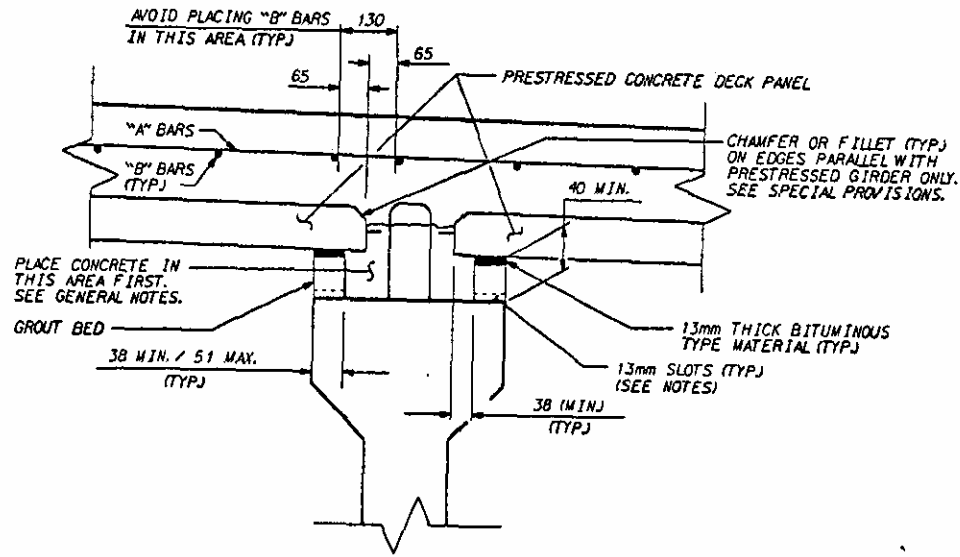 AVOID PLACING "B" BARS
IN THIS AREA (TYP.)
130
65
65
PRESTRESSED CONCRETE DECK PANEL
"A" BARS
"B" BARS
(TYP.)
CHAMFER OR FILLET (TYP.)
ON EDGES PARALLEL WITH
PRESTRESSED GIRDER ONLY.
SEE SPECIAL PROVISIONS.
40 MIN.
PLACE CONCRETE IN
THIS AREA FIRST.
SEE GENERAL NOTES.
GROUT BED
13mm THICK BITUMINOUS
TYPE MATERIAL (TYP.)
38 MIN. / 51 MAX.
(TYP.)
13mm SLOTS (TYP.)
(SEE NOTES)
38 (MIN.)
(TYP.)